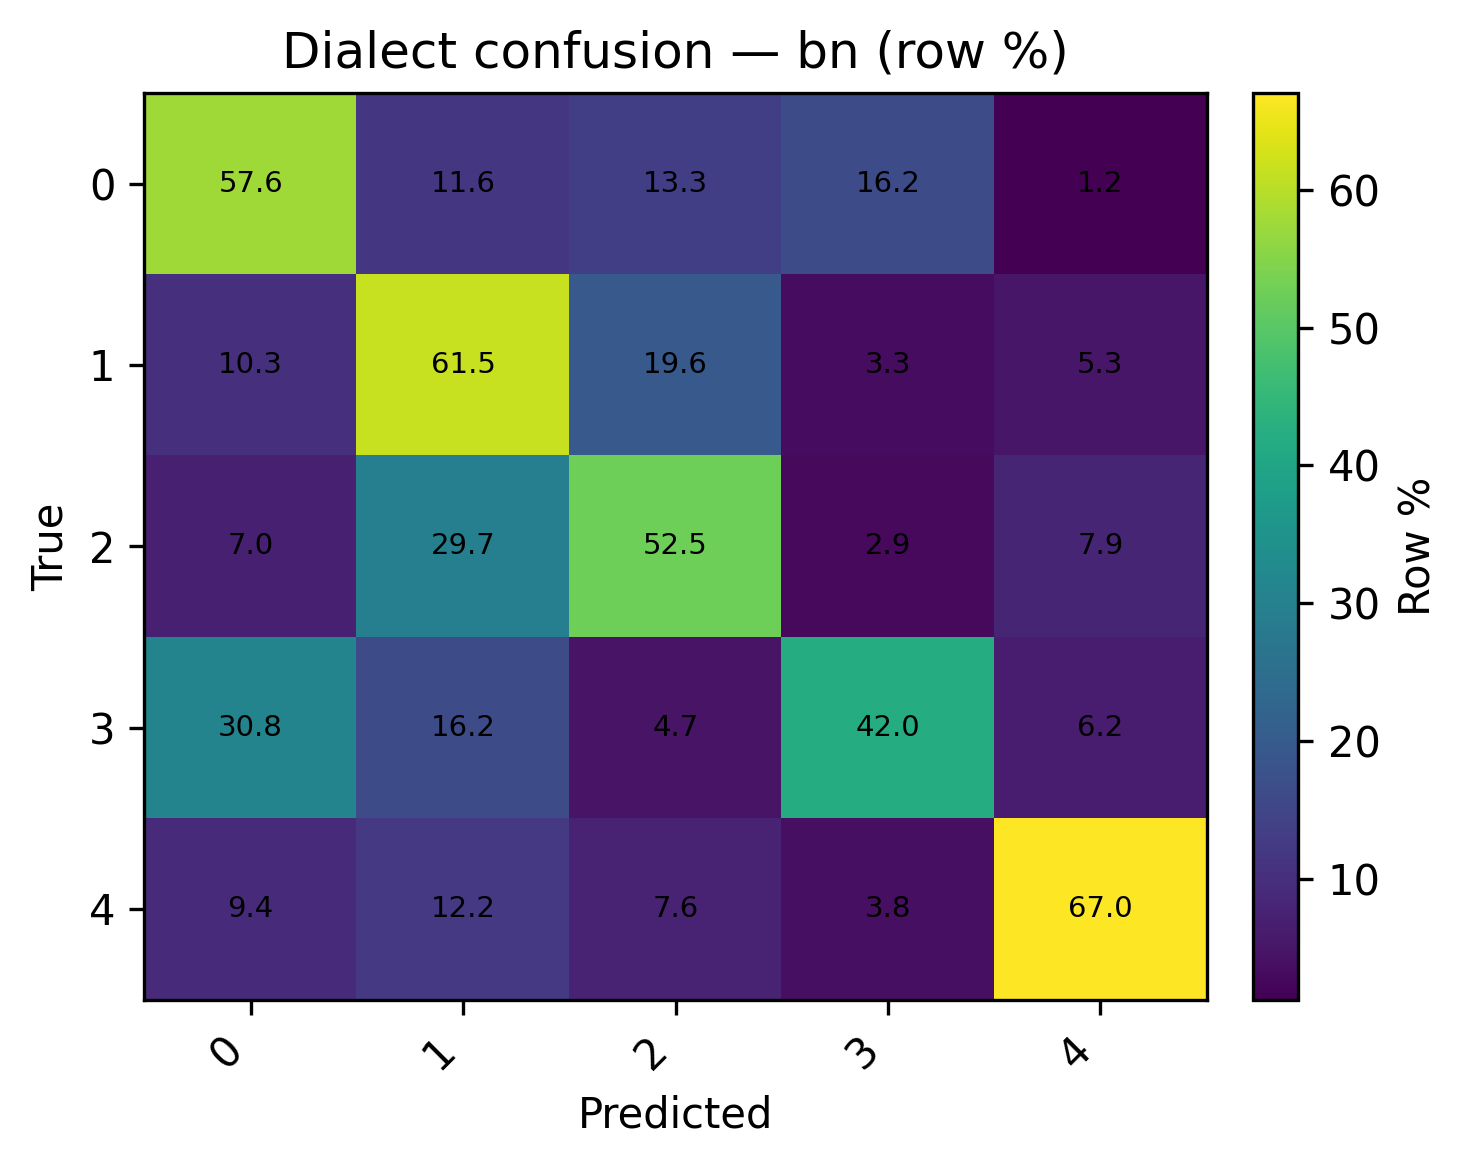 Dialect confusion — bn (row %)
0 57.6 11.6 13.3 16.2 1.2
1 10.3 61.5 19.6 3.3 5.3
2 7.0 29.7 52.5 2.9 7.9
3 30.8 16.2 4.7 42.0 6.2
4 9.4 12.2 7.6 3.8 67.0
True
0 1 2 3 4
Predicted
60
50
40
30
20
10
Row %